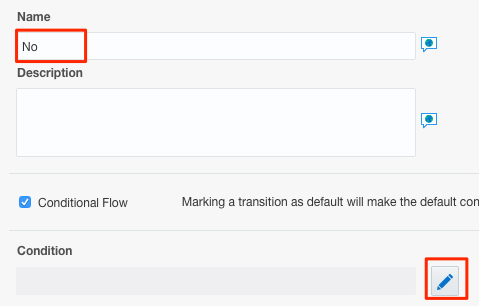 Name
No
Description
Conditional Flow Marking a transition as default will make the default con
Condition